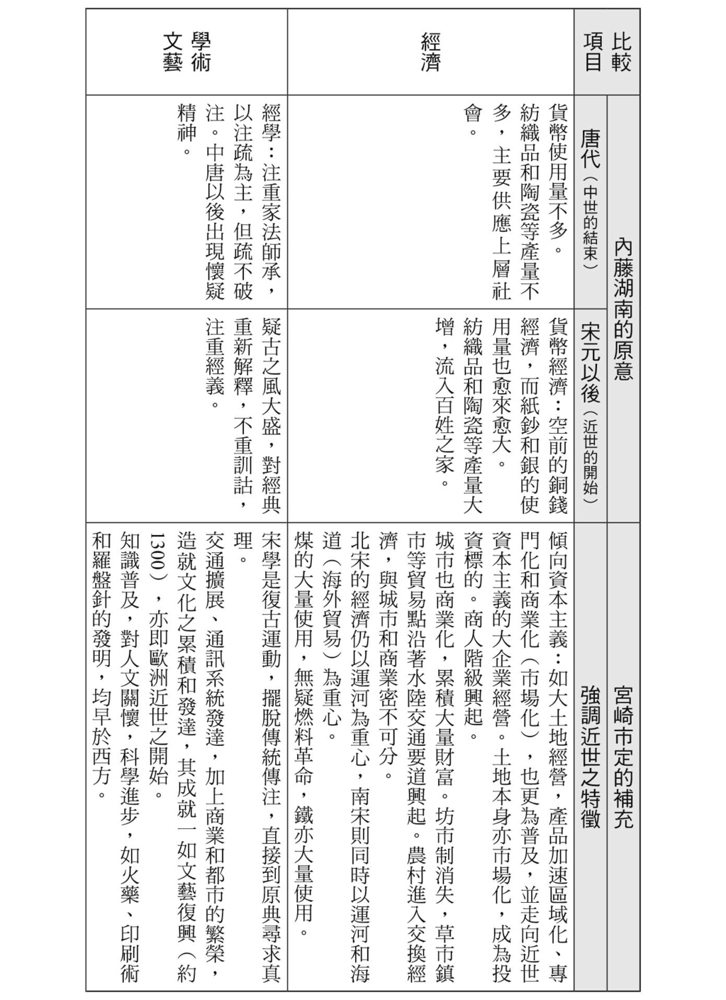 比較
項目
內藤湖南的原意
唐代（中世的結束）
宋元以後（近世的開始）
宮崎市定的補充
強調近世之特徵
經濟
貨幣使用量不多。
紡織品和陶瓷等產量不
多，主要供應上層社
會。
貨幣經濟：空前的銅錢
經濟，而紙鈔和銀的使
用量也愈來愈大。
紡織品和陶瓷等產量大
增，流入百姓之家。
傾向資本主義：如大土地經營，產品加速區域化、專
門化和商業化（市場化），也更為普及，並走向近世
資本主義的大企業經營。土地本身亦市場化，成為投
資標的。商人階級興起。
城市也商業化，累積大量財富。坊市制消失，草市鎮
市等貿易點沿著水陸交通要道興起。農村進入交換經
濟，與城市和商業密不可分。
北宋的經濟仍以運河為重心，南宋則同時以運河和海
道（海外貿易）為重心。
煤的大量使用，無疑燃料革命，鐵亦大量使用。
學術
文藝
經學：注重家法師承，
以注疏為主，但疏不破
注。中唐以後出現懷疑
精神。
疑古之風大盛，對經典
重新解釋，不重訓詁，
注重經義。
宋學是復古運動，擺脫傳統傳注，直接到原典尋求真
理。
交通擴展、通訊系統發達，加上商業和都市的繁榮，
造就文化之累積和發達，其成就一如文藝復興（約
1300），亦即歐洲近世之開始。
知識普及，對人文關懷，科學進步，如火藥、印刷術
和羅盤針的發明，均早於西方。